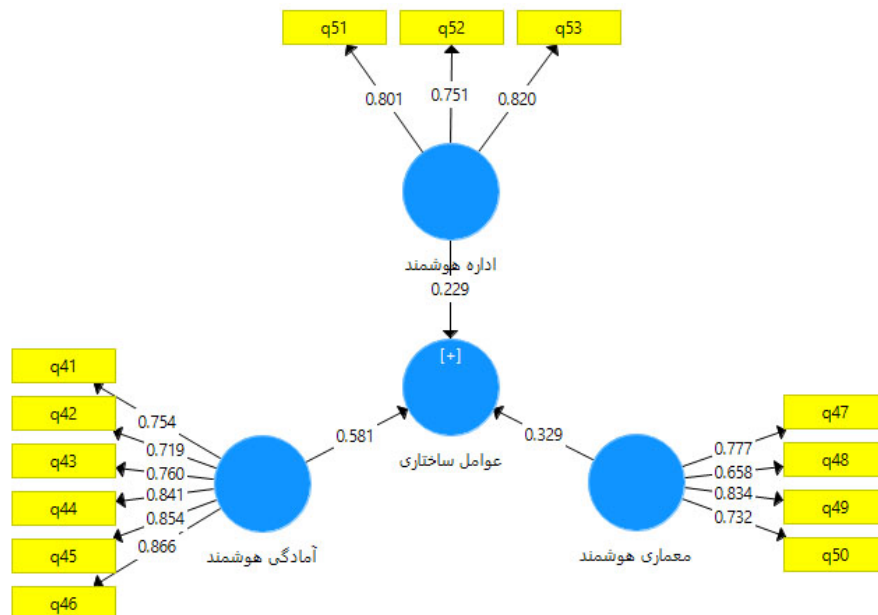 q51 q52 q53
0.801 0.751 0.820
اداره هوشمند
0.229
[+]
عوامل ساختاری
q41
q42
q43
q44
q45
q46
0.754
0.719
0.760
0.841
0.854
0.866
آمادگی هوشمند
0.581
0.329
q47
q48
q49
q50
0.777
0.658
0.834
0.732
معماری هوشمند